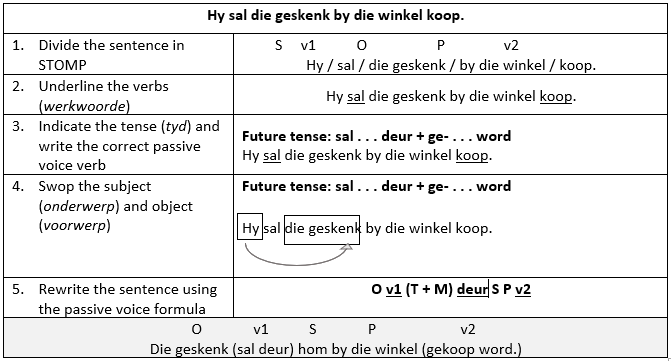 Hy sal die geskenk by die winkel koop.
1. Divide the sentence in
STOMP
S v1 O P v2
Hy / sal / die geskenk / by die winkel / koop.
2. Underline the verbs
(werkwoorde)
Hy sal die geskenk by die winkel koop.
3. Indicate the tense (tyd) and
write the correct passive
voice verb
Future tense: sal . . . deur + ge- . . . word
Hy sal die geskenk by die winkel koop.
4. Swop the subject
(onderwerp) and object
(voorwerp)
Future tense: sal . . . deur + ge- . . . word
Hy sal die geskenk by die winkel koop.
5. Rewrite the sentence using
the passive voice formula
O v1 (T + M) deur S P v2
O v1 S P v2
Die geskenk (sal deur) hom by die winkel (gekoop word.)